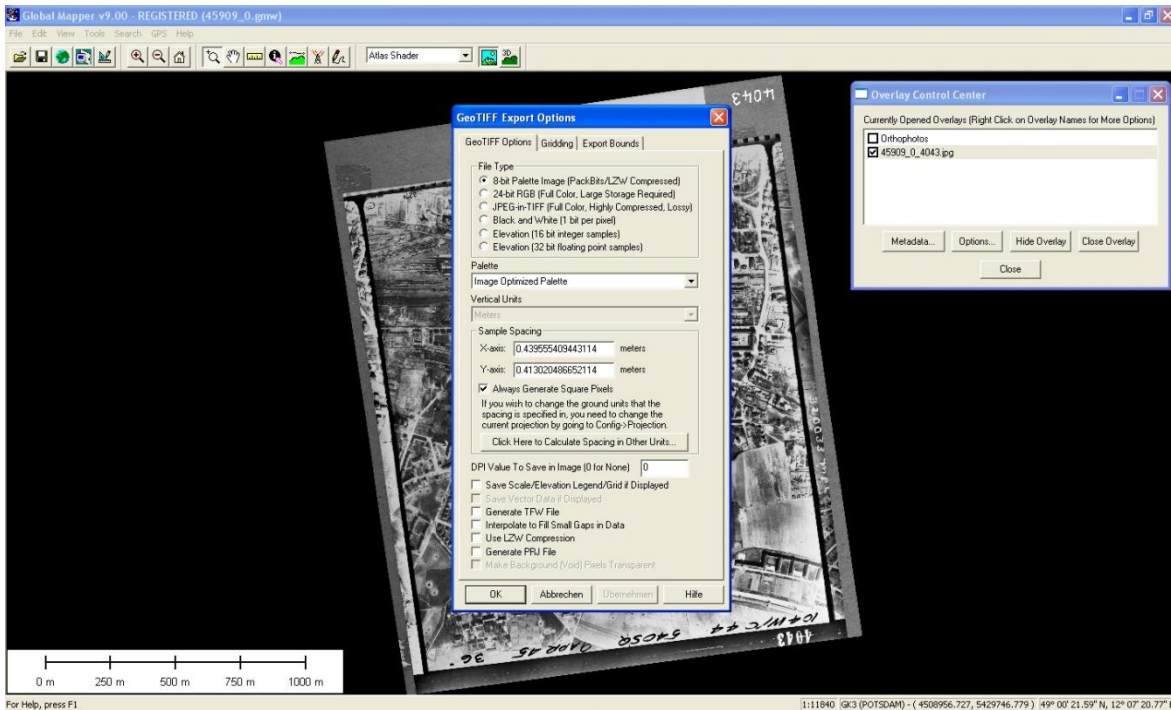 Global Mapper v9.00 - REGISTERED (45909_0.gmw)
File Edit View Tools Search GPS Help
Atlas Shader
3D
4043
GeoTIFF Export Options
GeoTIFF Options
Gridding
Export Bounds
File Type
8-bit Palette Image (PackBits/LZW Compressed)
24-bit RGB (Full Color, Large Storage Required)
JPEG-in-TIFF (Full Color, Highly Compressed, Lossy)
Black and White (1 bit per pixel)
Elevation (16 bit integer samples)
Elevation (32 bit floating point samples)
Palette
Image Optimized Palette
Vertical Units
Meters
Sample Spacing
X-axis: 0.439555409443114 meters
Y-axis: 0.413020486652114 meters
Always Generate Square Pixels
If you wish to change the ground units that the
spacing is specified in, you need to change the
current projection by going to Config->Projection.
Click Here to Calculate Spacing in Other Units...
DPI Value To Save in Image (0 for None) 0
Save Scale/Elevation Legend/Grid if Displayed
Save Vector Data if Displayed
Generate TFW File
Interpolate to Fill Small Gaps in Data
Use LZW Compression
Generate PRJ File
Make Background (Void) Pixels Transparent
OK
Abbrechen
Übernehmen
Hilfe
Overlay Control Center
Currently Opened Overlays (Right Click on Overlay Names for More Options)
Orthophotos
45909_0_4043.jpg
Metadata...
Options...
Hide Overlay
Close Overlay
Close
4043
0 m 250 m 500 m 750 m 1000 m
For Help, press F1
1:11840 GK3 (POTSDAM) - ( 4508956.727, 5429746.779 ) 49° 00' 21.59" N, 12° 07' 20.77"